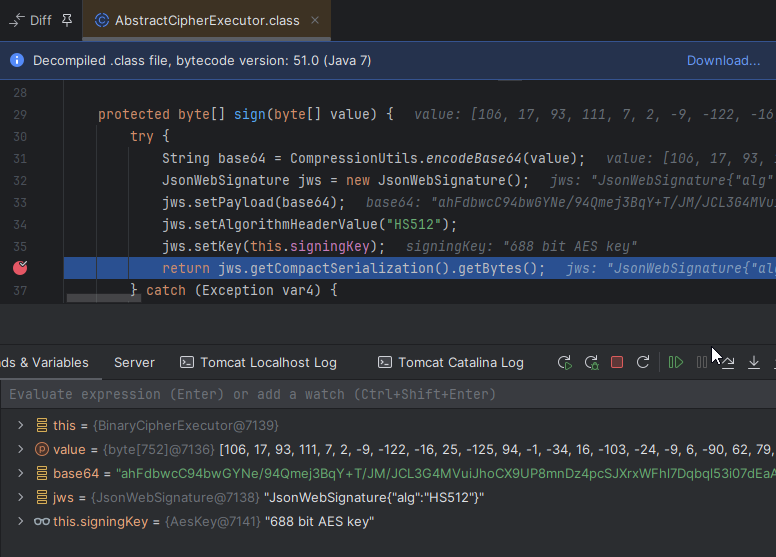 Diff AbstractCipherExecutor.class
Decompiled .class file, bytecode version: 51.0 (Java 7) Download...
28
29 protected byte[] sign(byte[] value) { value: [106, 17, 93, 111, 7, 2, -9, -122, -16
30 try {
31 String base64 = CompressionUtils.encodeBase64(value); value: [106, 17, 93,
32 JsonWebSignature jws = new JsonWebSignature(); jws: "JsonWebSignature{"alg"
33 jws.setPayload(base64); base64: "ahFdbwcC94bwGYNe/94Qmej3BqY+T/JM/JCL3G4MVu
34 jws.setAlgorithmHeaderValue("HS512");
35 jws.setKey(this.signingKey); signingKey: "688 bit AES key"
return jws.getCompactSerialization().getBytes(); jws: "JsonWebSignature{"alg
37 } catch (Exception var4) {
ds & Variables Server Tomcat Localhost Log Tomcat Catalina Log
Evaluate expression (Enter) or add a watch (Ctrl+Shift+Enter)
this = {BinaryCipherExecutor@7139}
value = {byte[752]@7136} [106, 17, 93, 111, 7, 2, -9, -122, -16, 25, -125, 94, -1, -34, 16, -103, -24, -9, 6, -90, 62, 79,
base64 = "ahFdbwcC94bwGYNe/94Qmej3BqY+T/JM/JCL3G4MVuiJhoCX9UP8mnDz4pcSJXrxWFhl7DqbqI53i07dEaA
jws = {JsonWebSignature@7138} "JsonWebSignature{"alg":"HS512"}"
this.signingKey = {AesKey@7141} "688 bit AES key"